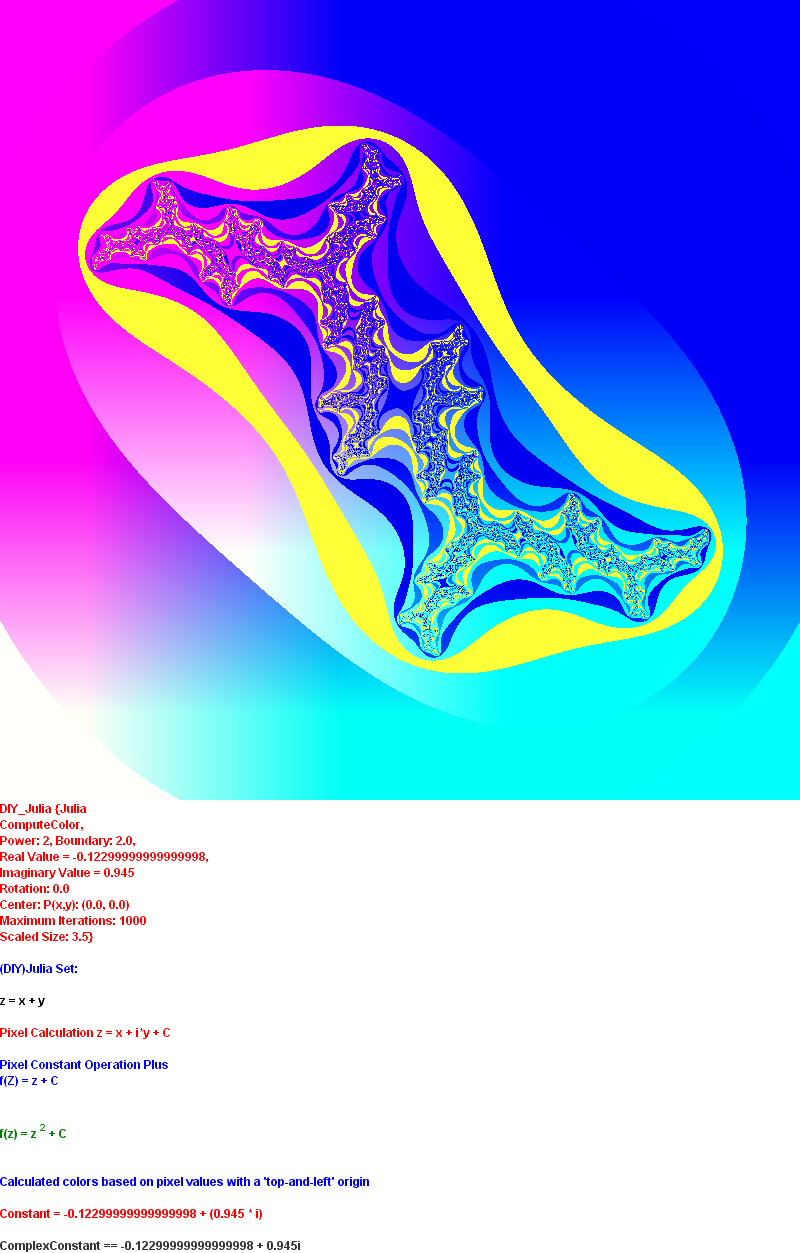 DIY_Julia {Julia
ComputeColor,
Power: 2, Boundary: 2.0,
Real Value = -0.12299999999999998,
Imaginary Value = 0.945
Rotation: 0.0
Center: P(x,y): (0.0, 0.0)
Maximum Iterations: 1000
Scaled Size: 3.5}
(DIY)Julia Set:
z = x + y
Pixel Calculation z = x + i*y + C
Pixel Constant Operation Plus
f(Z) = z + C
f(z) = z 2 + C
Calculated colors based on pixel values with a 'top-and-left' origin
Constant = -0.12299999999999998 + (0.945 * i)
ComplexConstant == -0.12299999999999998 + 0.945i